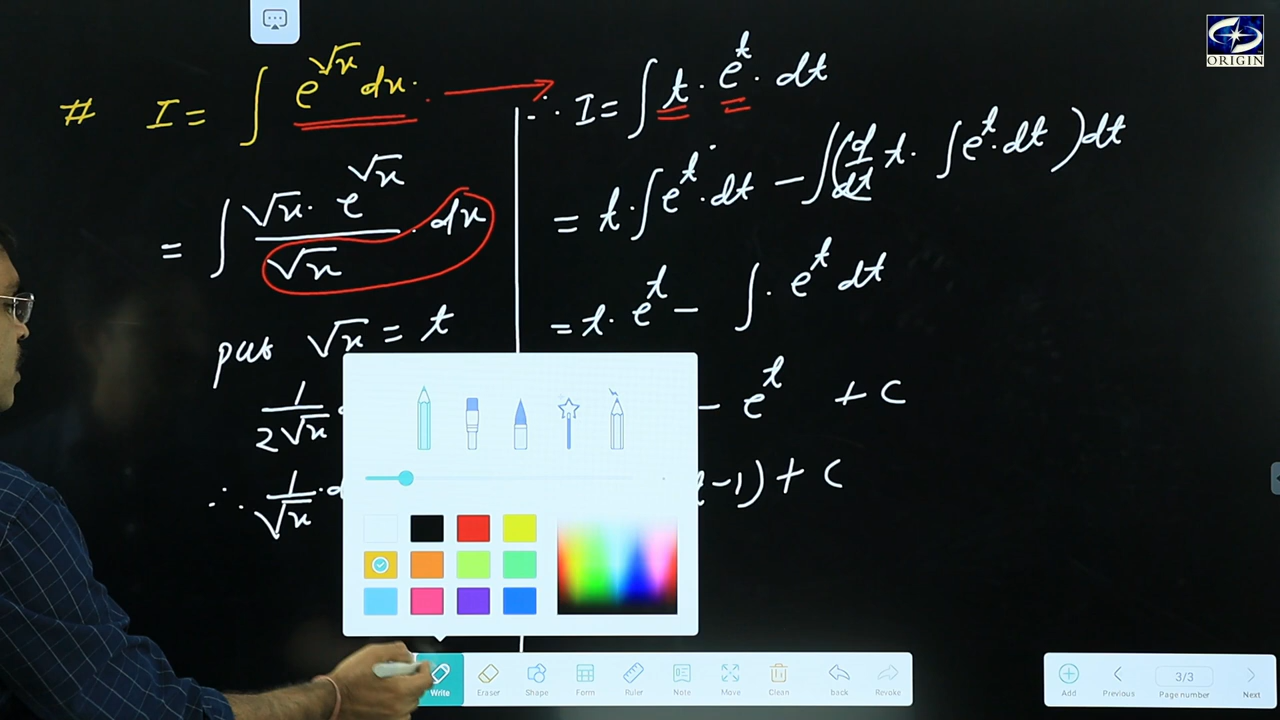 ORIGIN
# I = ∫ e^√x dx.
= ∫ √x · e^√x / √x · dx
put √x = t
1/2√x
∴ 1/√x · d
∴ I = ∫ t · e^t · dt
= t · ∫ e^t · dt − ∫ (d/dt t · ∫ e^t · dt) dt
= t · e^t − ∫ · e^t dt
− e^t + c
−1) + c
Write Eraser Shape Form Ruler Note Move Clean back Revoke
Add Previous 3/3 Page number Next